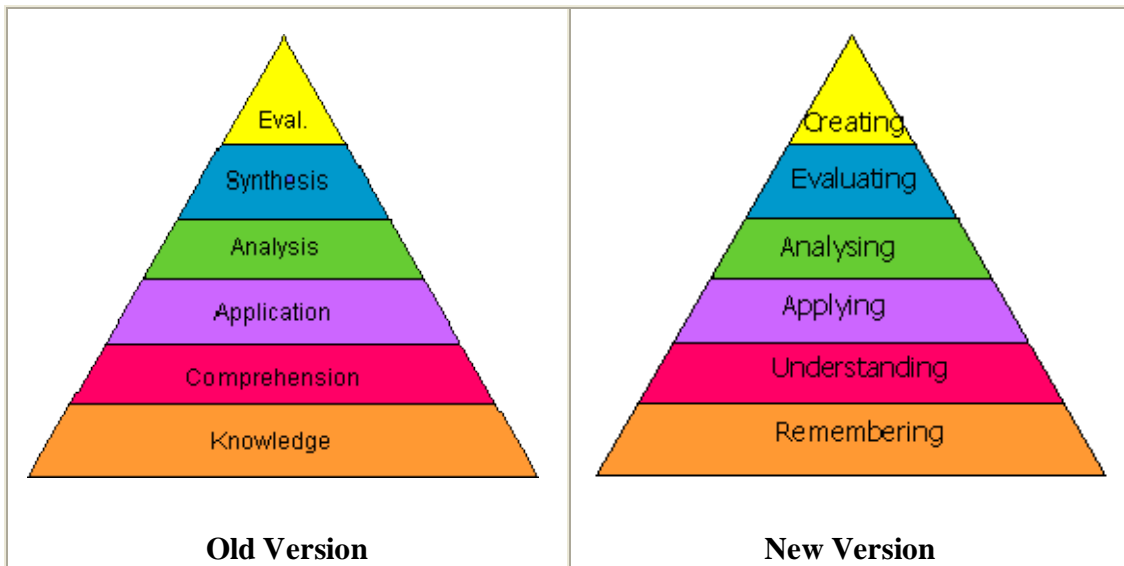 Eval.
Synthesis
Analysis
Application
Comprehension
Knowledge
Old Version
Creating
Evaluating
Analysing
Applying
Understanding
Remembering
New Version